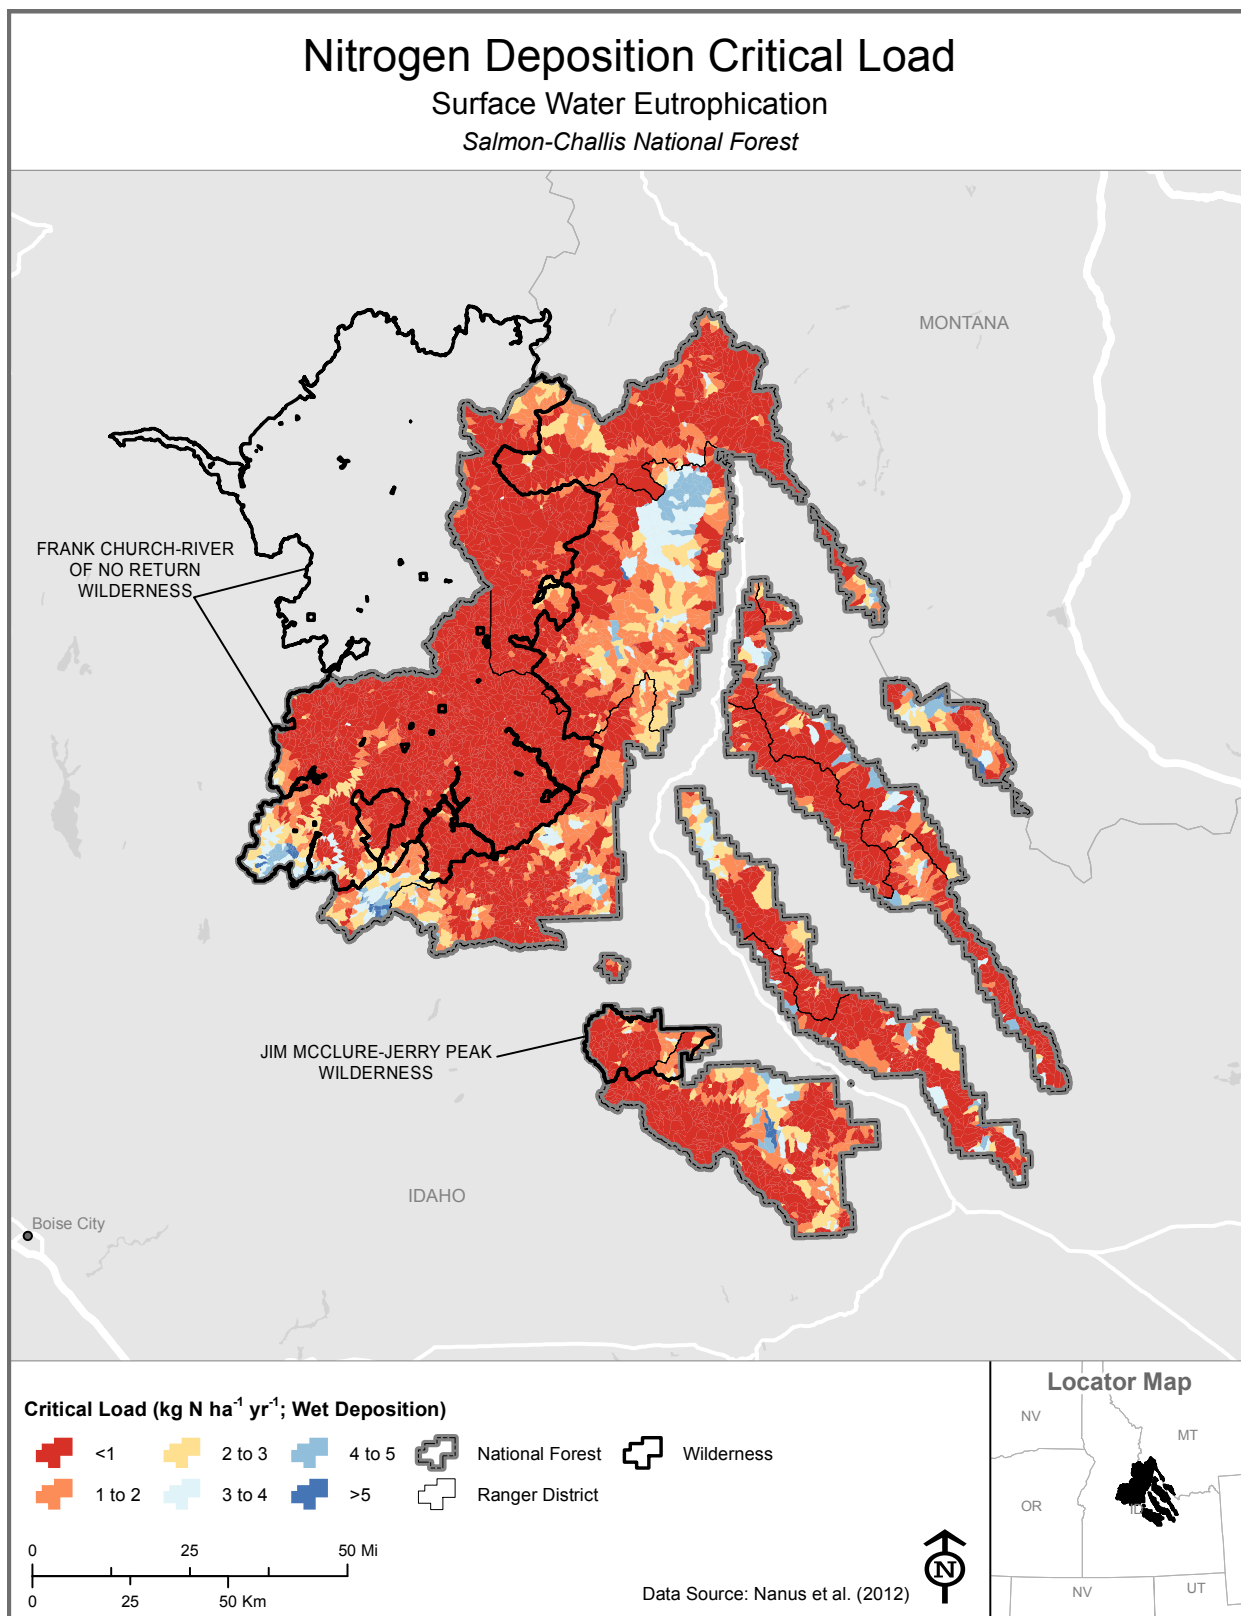 Nitrogen Deposition Critical Load
Surface Water Eutrophication
Salmon-Challis National Forest
MONTANA
FRANK CHURCH-RIVER
OF NO RETURN
WILDERNESS
JIM MCCLURE-JERRY PEAK
WILDERNESS
IDAHO
Boise City
Critical Load (kg N ha⁻¹ yr⁻¹; Wet Deposition)
<1
2 to 3
4 to 5
National Forest
Wilderness
1 to 2
3 to 4
>5
Ranger District
0 25 50 Mi
0 25 50 Km
Data Source: Nanus et al. (2012)
N
Locator Map
NV
MT
OR
ID
NV
UT